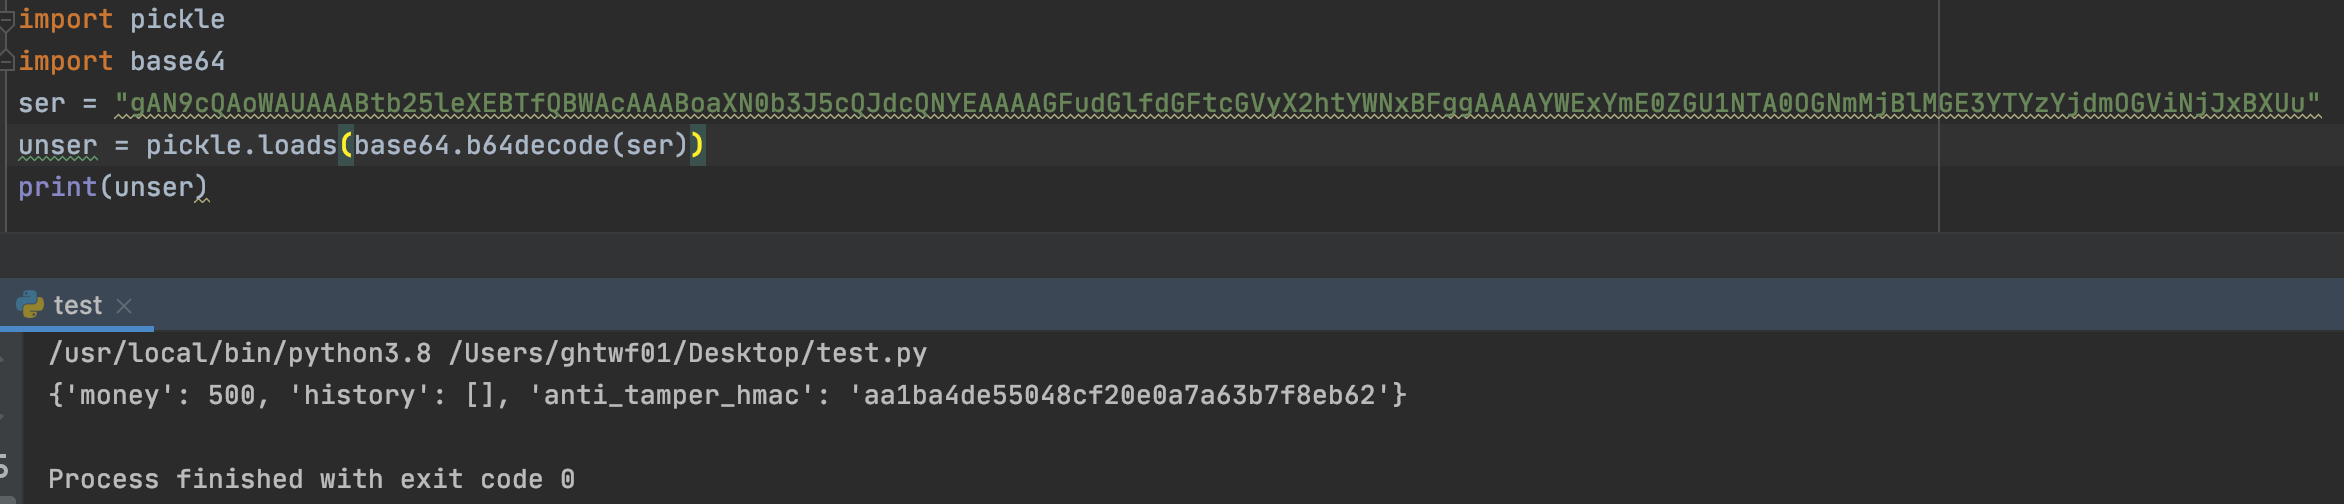 import pickle
import base64
ser = "gAN9cQAoWAUAAABtb25leXEBTfQBWAcAAABoaXN0b3J5cQJdcQNYEAAAAGFudGlfdGFtcGVyX2htYWNxBFggAAAAYWExYmE0ZGU1NTA0OGNmMjBlMGE3YTYzYjdmOGViNjJxBXUu"
unser = pickle.loads(base64.b64decode(ser))
print(unser)
test
/usr/local/bin/python3.8 /Users/ghtwf01/Desktop/test.py
{'money': 500, 'history': [], 'anti_tamper_hmac': 'aa1ba4de55048cf20e0a7a63b7f8eb62'}
Process finished with exit code 0